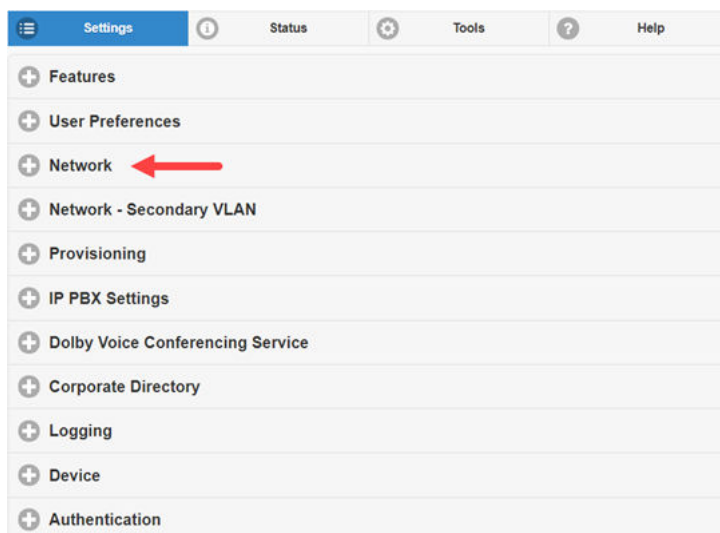 Settings Status Tools Help
Features
User Preferences
Network
Network - Secondary VLAN
Provisioning
IP PBX Settings
Dolby Voice Conferencing Service
Corporate Directory
Logging
Device
Authentication